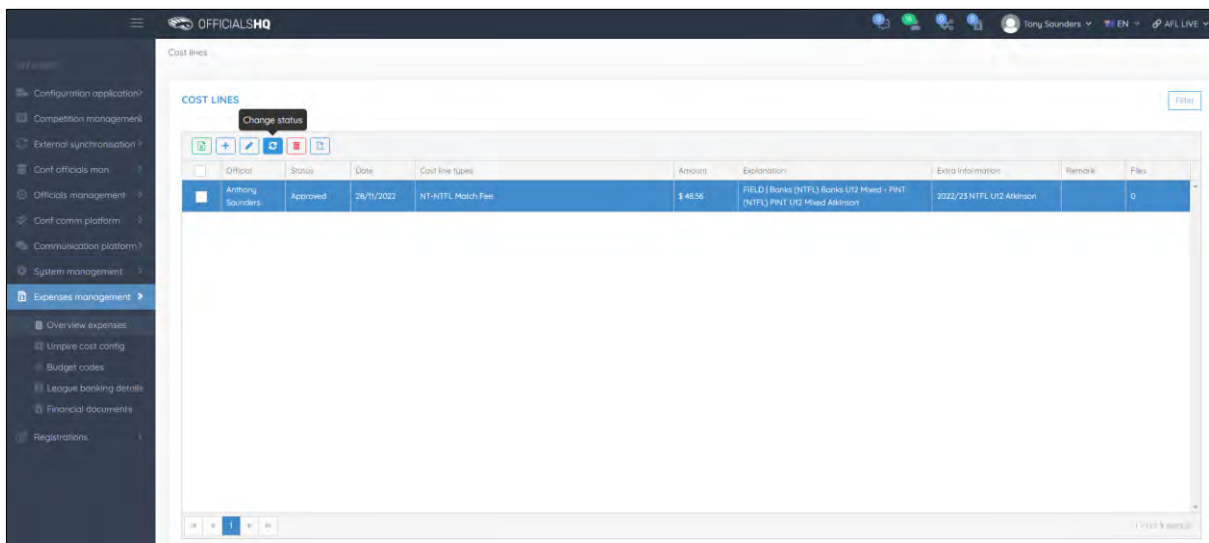 OFFICIALSHQ
Tony Saunders
EN
AFL LIVE
Cost lines
Configuration application
Competition management
External synchronisation
Conf officials man
Officials management
Conf comm platform
Communication platform
System management
Expenses management
Overview expenses
Umpire cost config
Budget codes
League banking details
Financial documents
Registrations
COST LINES
Filter
Change status
Official Status Date Cost line types Amount Explanation Extra information Remark Files
Anthony Saunders Approved 26/11/2022 NT-NTFL Match Fee $ 48.56 FIELD | Banks (NTFL) Banks U12 Mixed - PINT 2022/23 NTFL U12 Atkinson 0
(NTFL) PINT U12 Mixed Atkinson
1